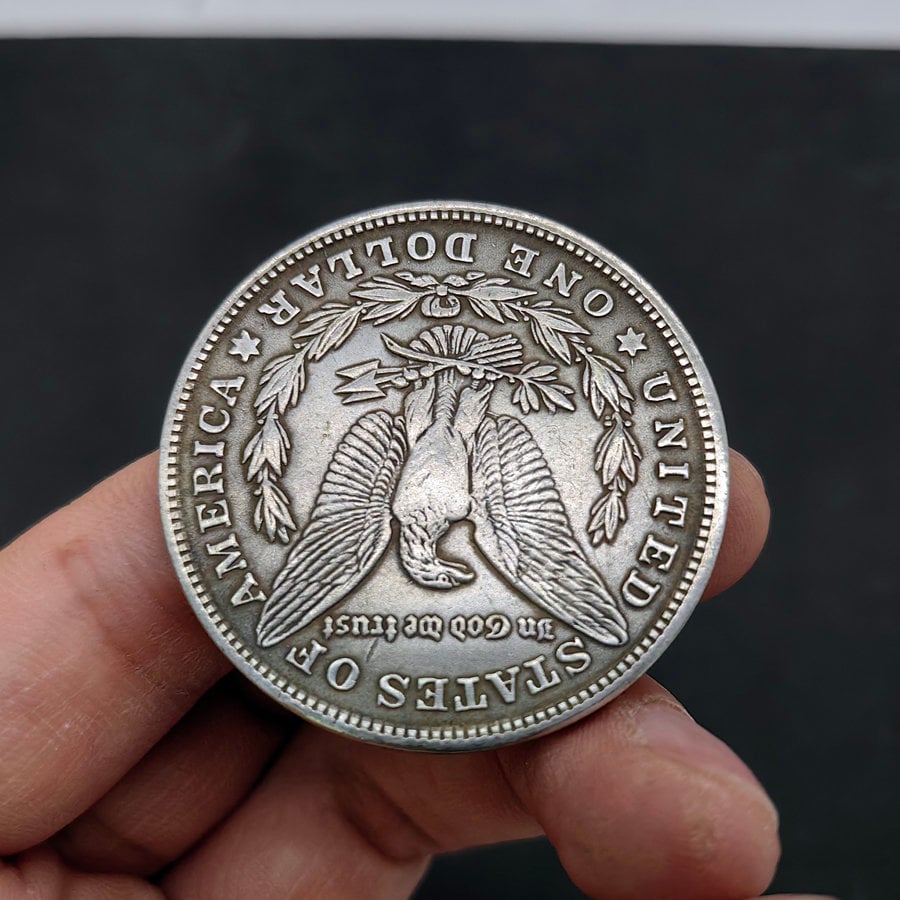 UNITED STATES OF AMERICA
In God we trust
ONE DOLLAR